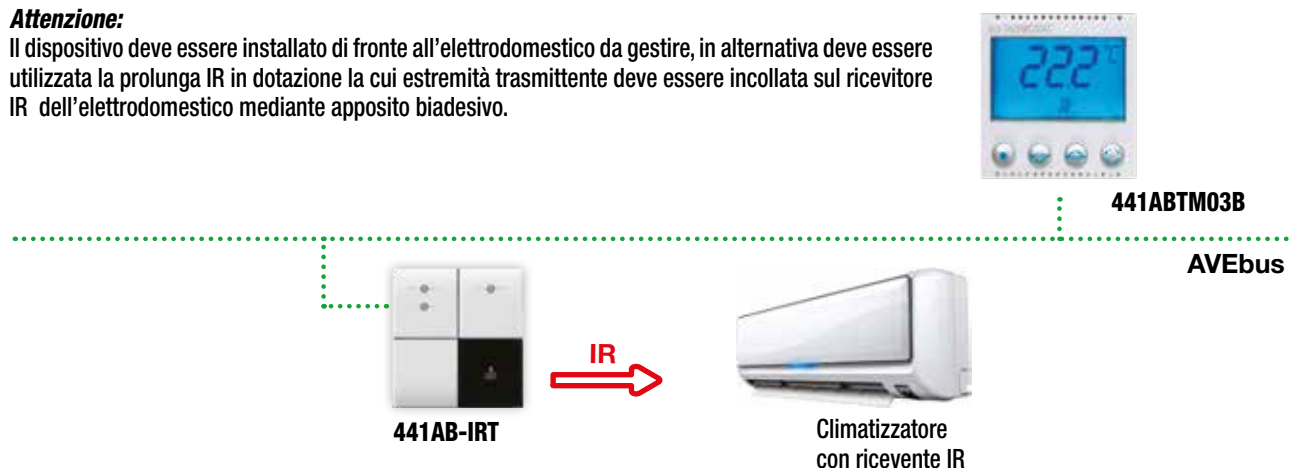 Attenzione:
Il dispositivo deve essere installato di fronte all'elettrodomestico da gestire, in alternativa deve essere
utilizzata la prolunga IR in dotazione la cui estremità trasmittente deve essere incollata sul ricevitore
IR dell'elettrodomestico mediante apposito biadesivo.
22.2 °C
441ABTM03B
AVEbus
IR
441AB-IRT
Climatizzatore
con ricevente IR